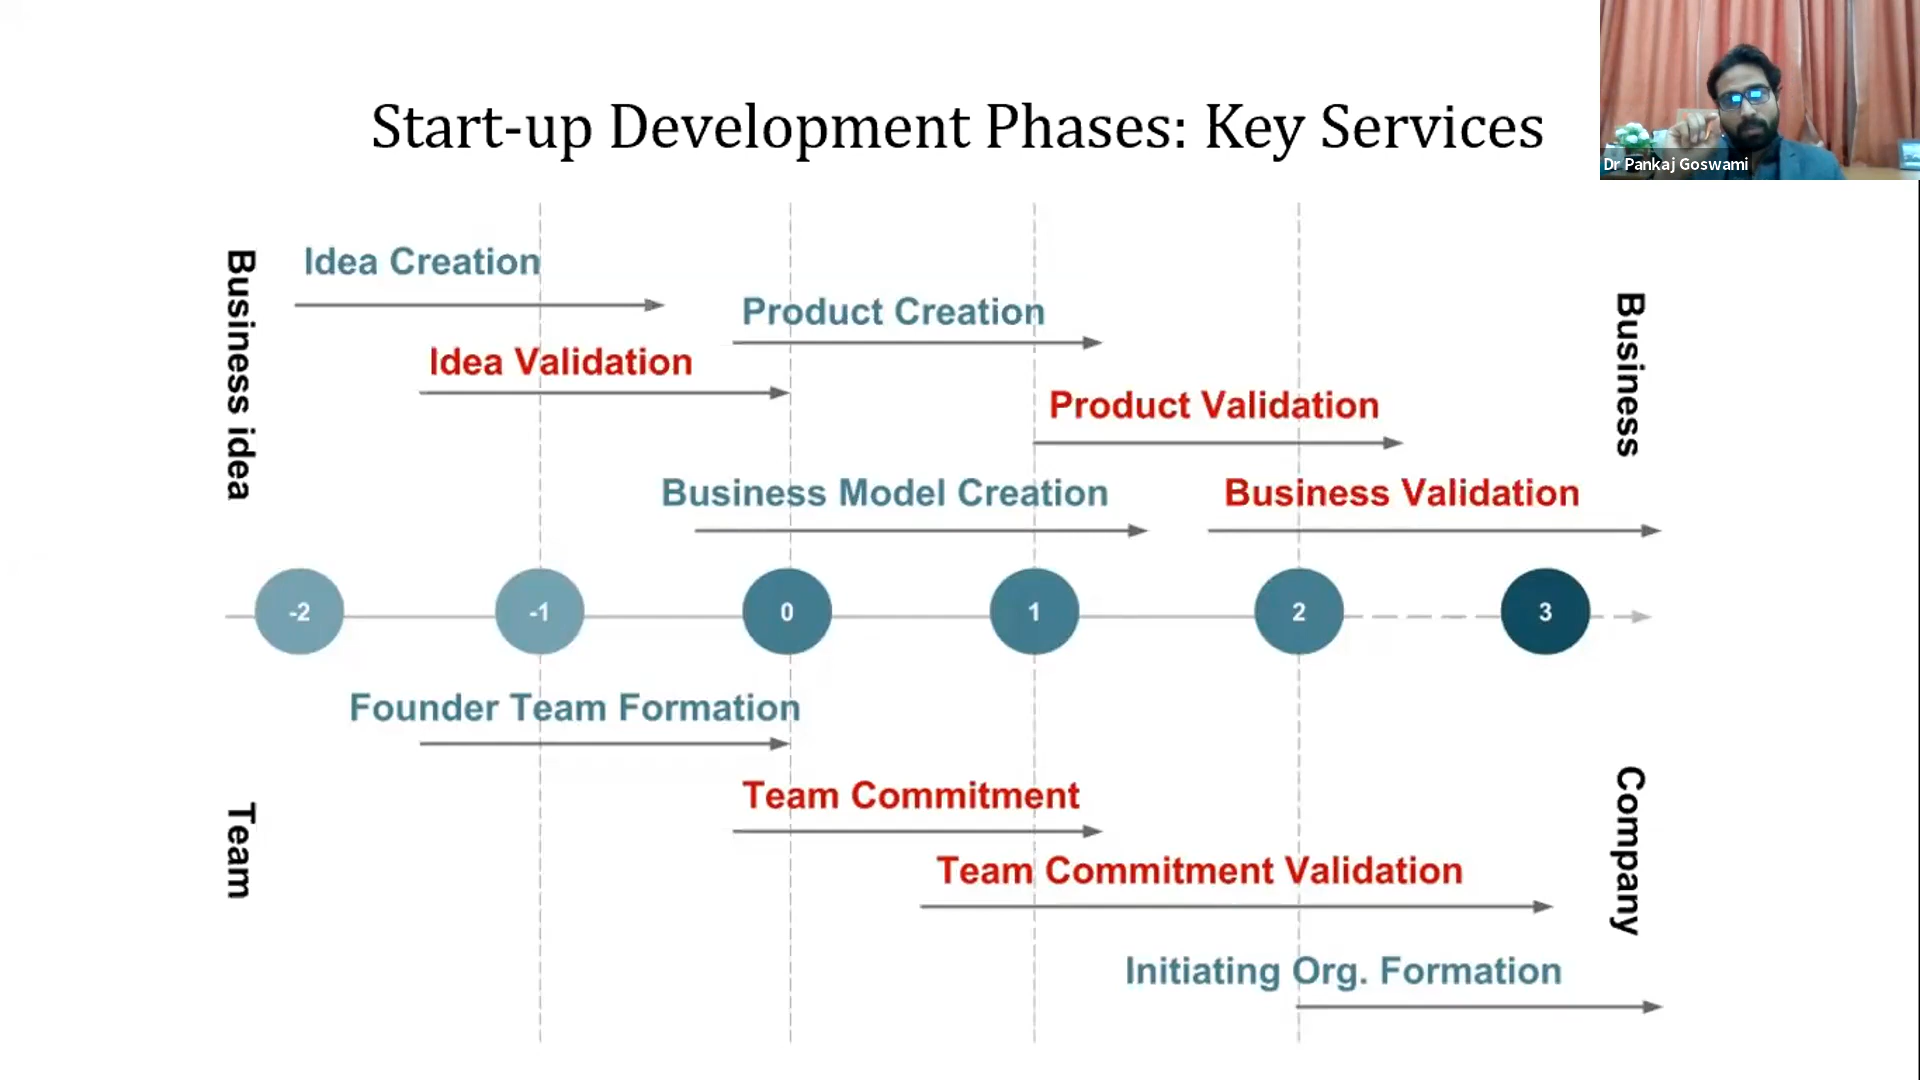 Start-up Development Phases: Key Services
Dr Pankaj Goswami
Business idea
Idea Creation
Product Creation
Idea Validation
Product Validation
Business Model Creation
Business Validation
Business
-2
-1
0
1
2
3
Team
Founder Team Formation
Team Commitment
Team Commitment Validation
Initiating Org. Formation
Company